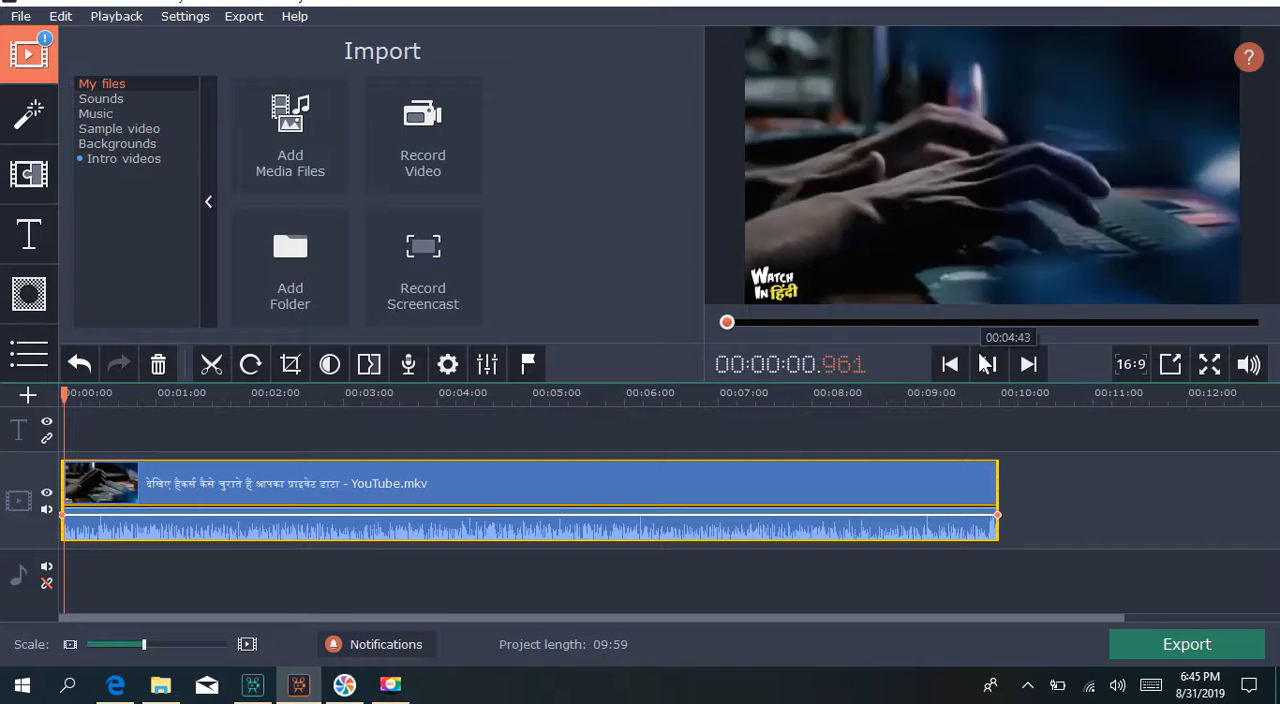 File Edit Playback Settings Export Help
Import
My files
Sounds
Music
Sample video
Backgrounds
Intro videos
Add
Media Files
Record
Video
Add
Folder
Record
Screencast
?
WATCH
IN हिंदी
00:04:43
00:00:00.961
16:9
00:00:00 00:01:00 00:02:00 00:03:00 00:04:00 00:05:00 00:06:00 00:07:00 00:08:00 00:09:00 00:10:00 00:11:00 00:12:00
देखिए हैकर्स कैसे चुराते हैं आपका प्राइवेट डाटा - YouTube.mkv
Scale:
Notifications
Project length: 09:59
Export
6:45 PM
8/31/2019